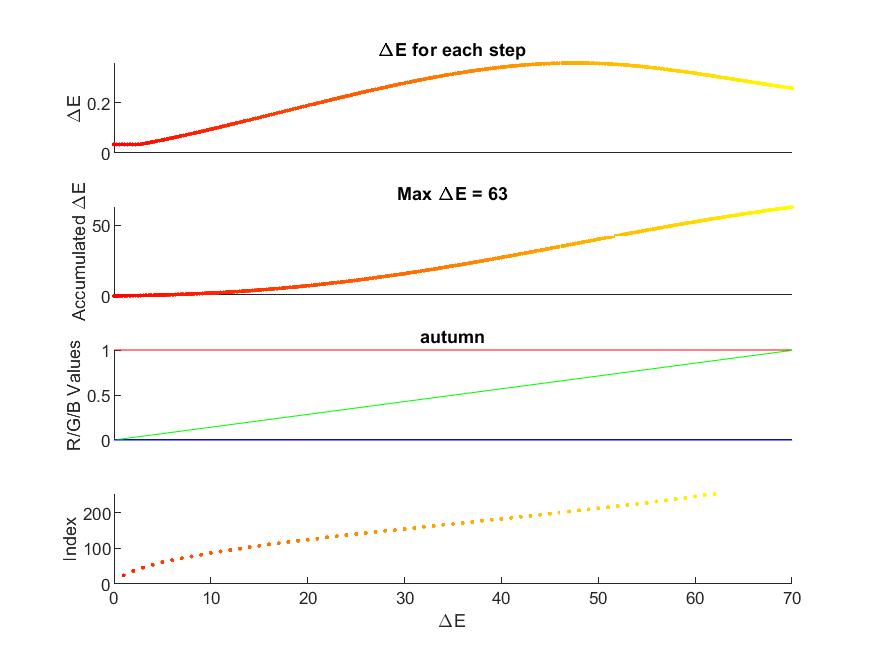 ΔE for each step
ΔE
0.2
0
Max ΔE = 63
Accumulated ΔE
50
0
autumn
R/G/B Values
1
0.5
0
Index
200
100
0
0 10 20 30 40 50 60 70
ΔE